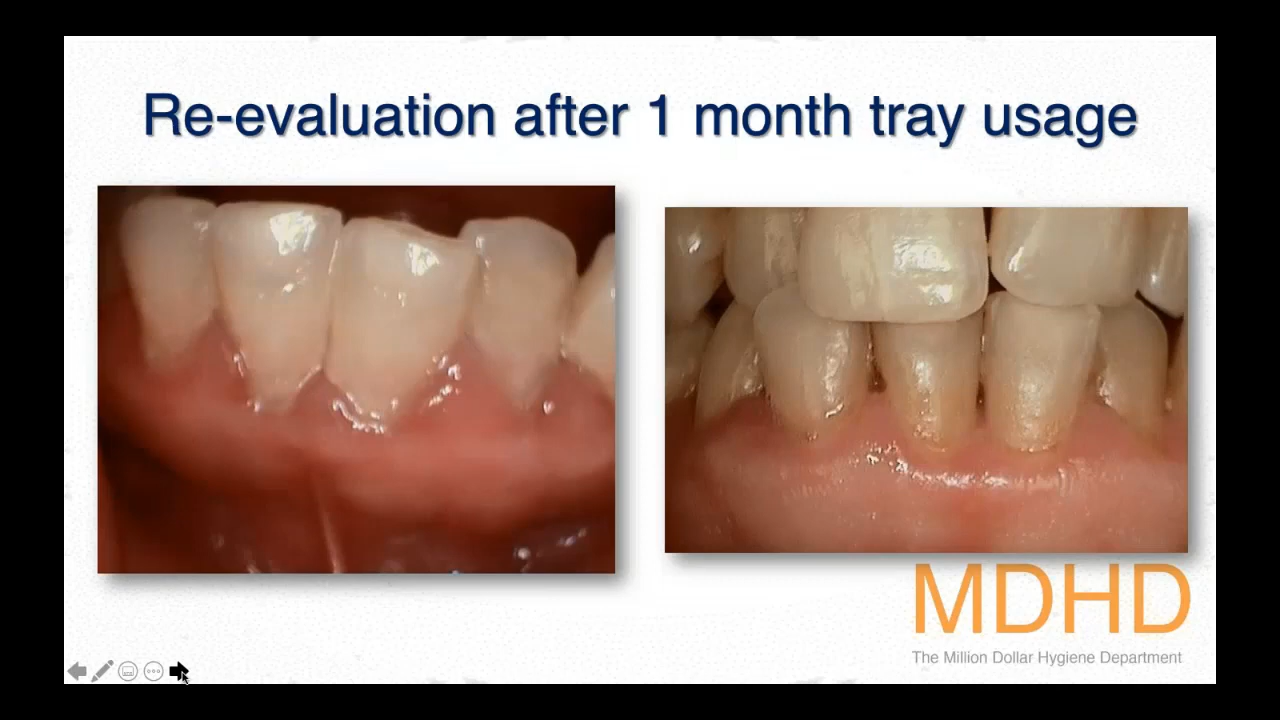 Re-evaluation after 1 month tray usage
MDHD
The Million Dollar Hygiene Department